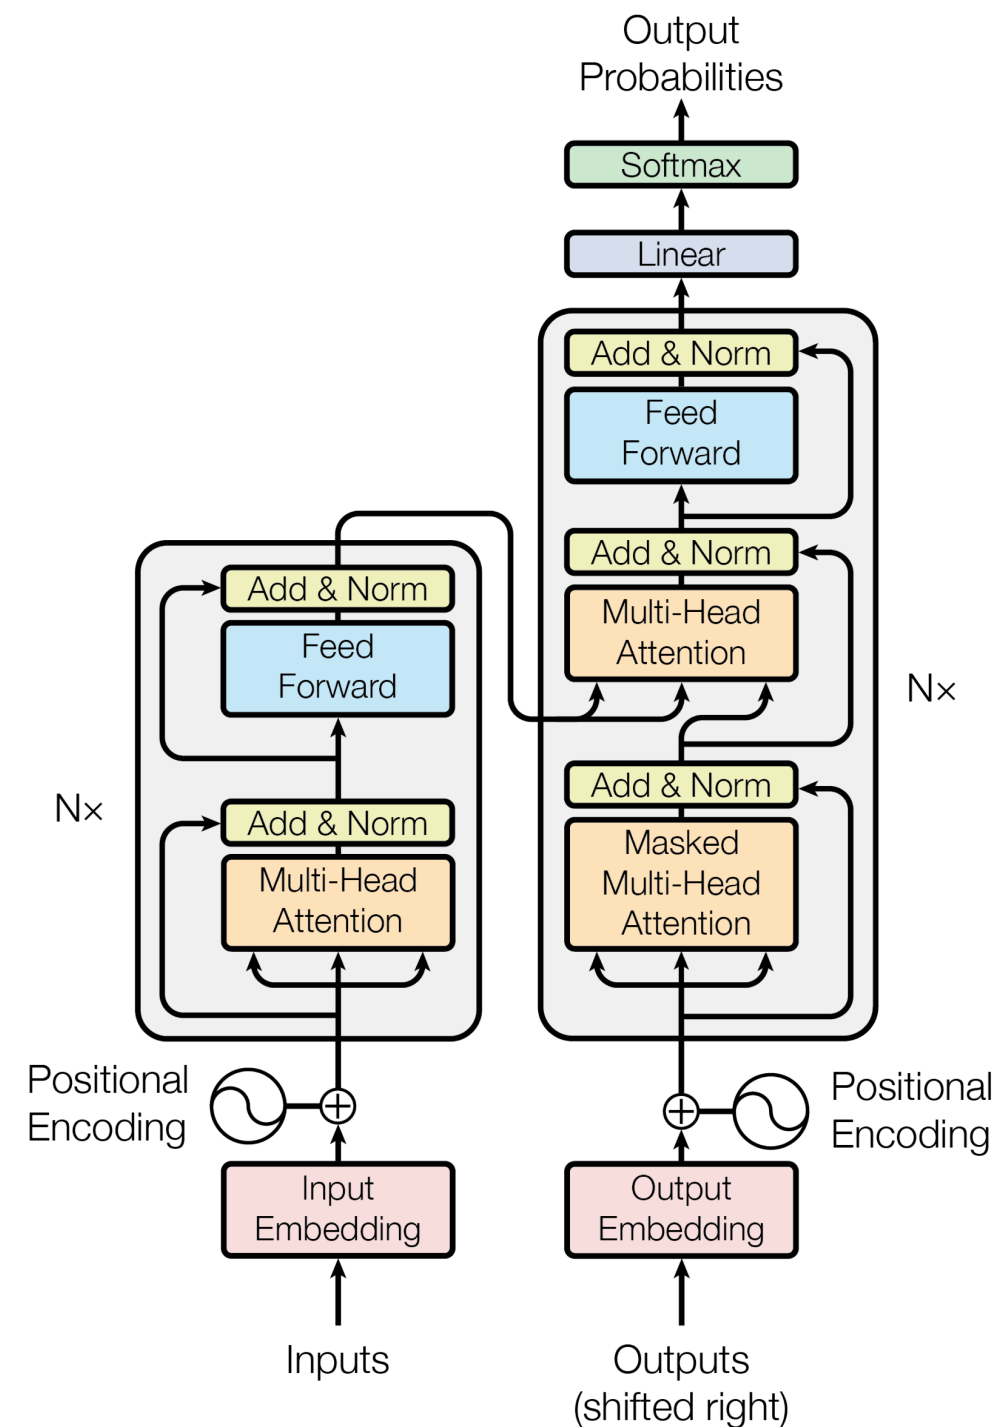 Output
Probabilities
Softmax
Linear
Add & Norm
Feed
Forward
Add & Norm
Multi-Head
Attention
Add & Norm
Feed
Forward
N×
Add & Norm
Masked
Multi-Head
Attention
Nx
Add & Norm
Multi-Head
Attention
Positional
Encoding
Positional
Encoding
Input
Embedding
Output
Embedding
Inputs
Outputs
(shifted right)